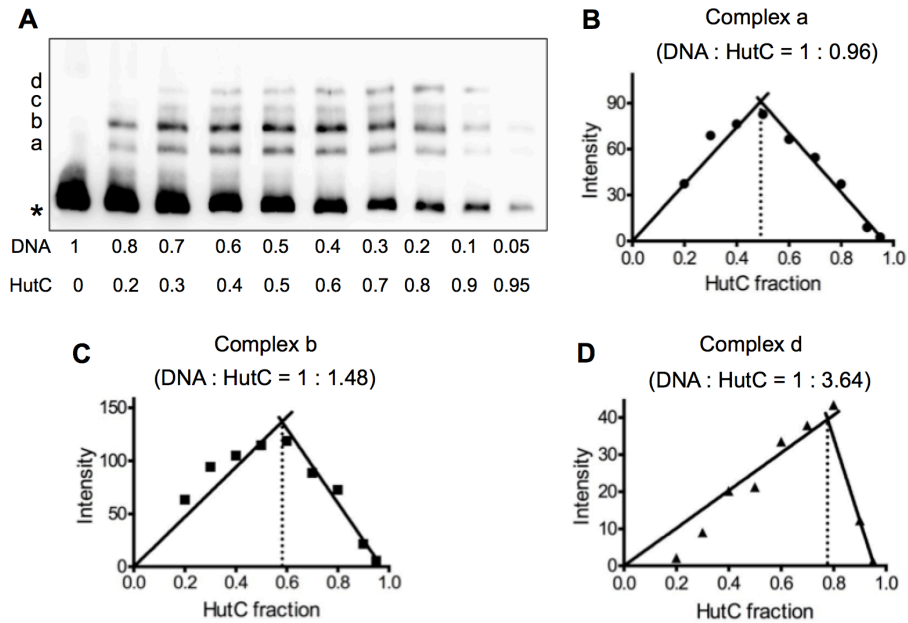 A
d
c
b
a
*
DNA 1 0.8 0.7 0.6 0.5 0.4 0.3 0.2 0.1 0.05
HutC 0 0.2 0.3 0.4 0.5 0.6 0.7 0.8 0.9 0.95
B
Complex a
(DNA : HutC = 1 : 0.96)
Intensity
90
60
30
0
0.0 0.2 0.4 0.6 0.8 1.0
HutC fraction
C
Complex b
(DNA : HutC = 1 : 1.48)
Intensity
150
100
50
0
0.0 0.2 0.4 0.6 0.8 1.0
HutC fraction
D
Complex d
(DNA : HutC = 1 : 3.64)
Intensity
40
30
20
10
0
0.0 0.2 0.4 0.6 0.8 1.0
HutC fraction